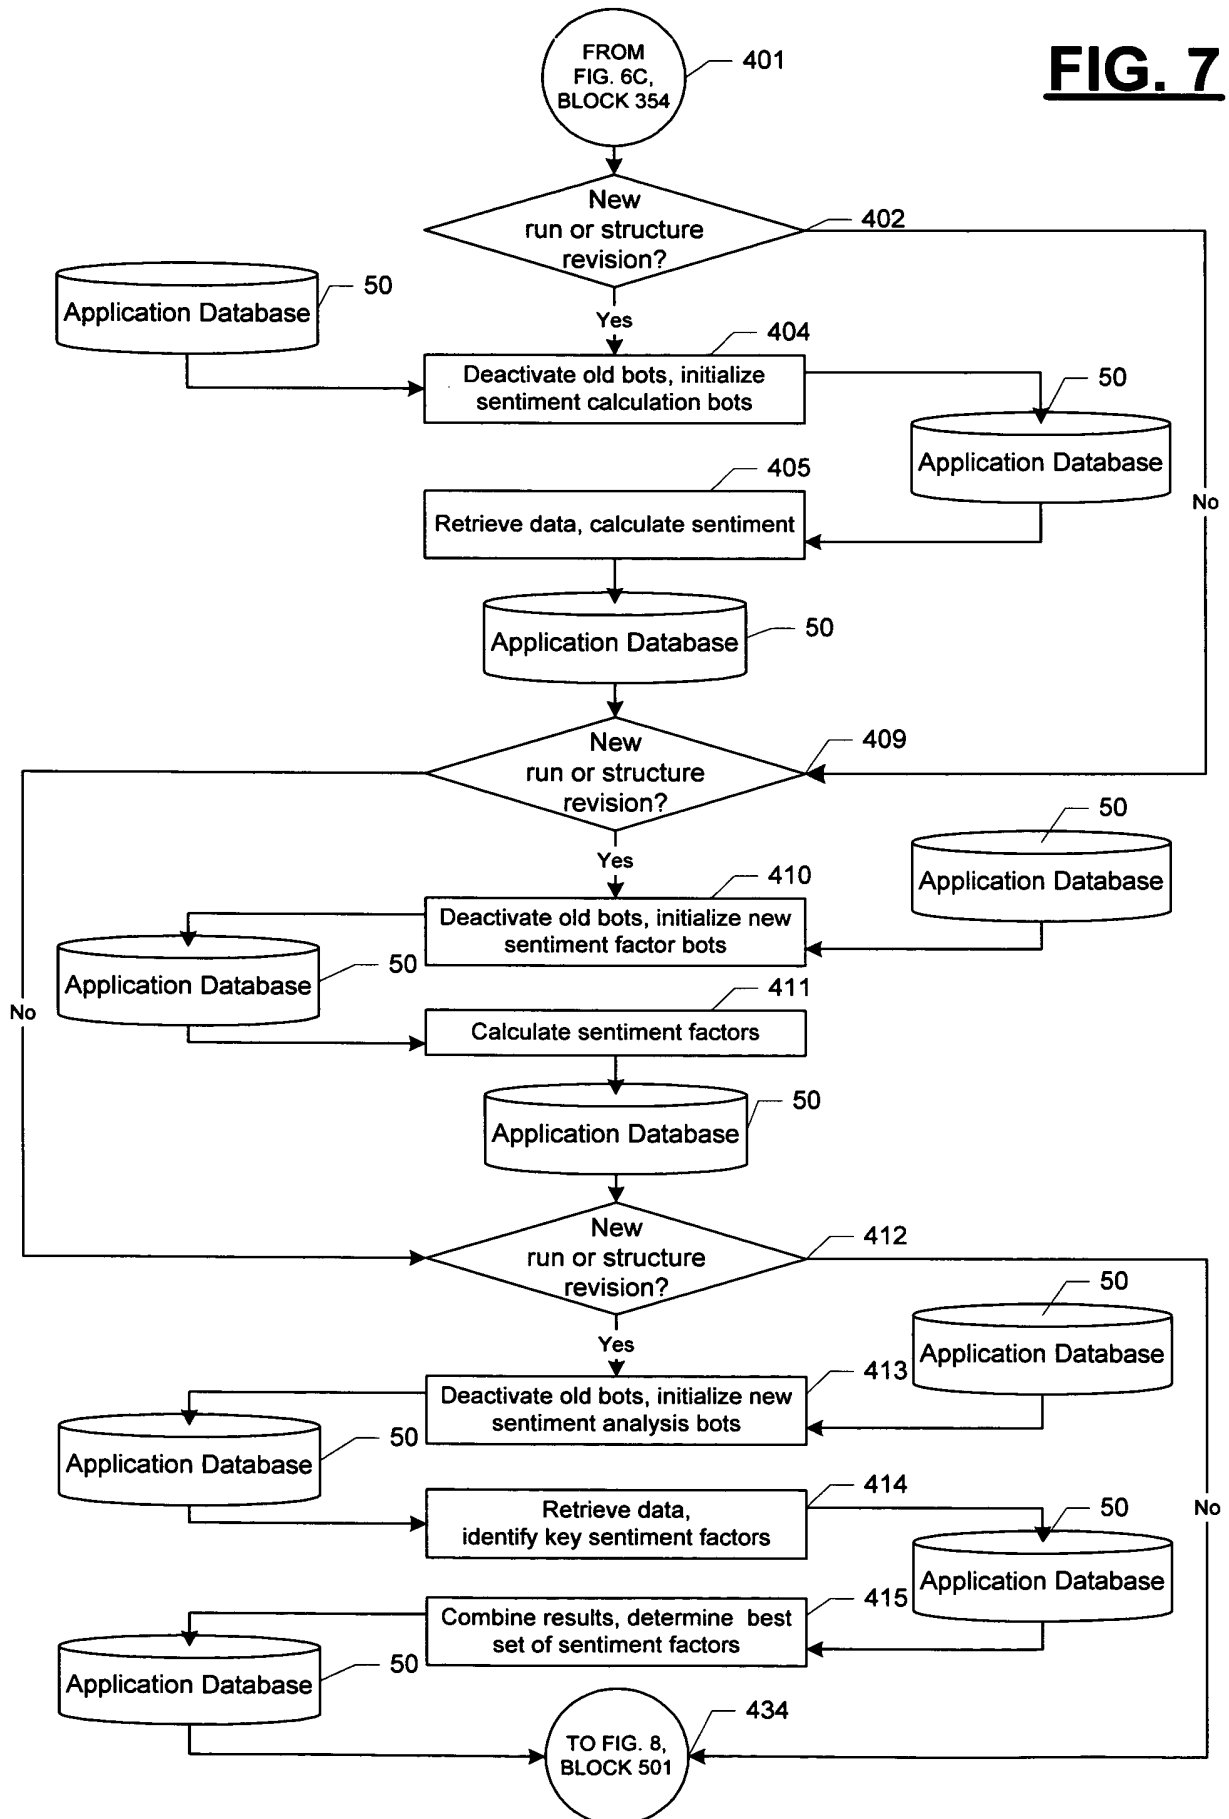 FROM
FIG. 6C,
BLOCK 354
401
FIG. 7
New
run or structure
revision?
402
50
Application Database
Yes
404
Deactivate old bots, initialize
sentiment calculation bots
50
Application Database
No
405
Retrieve data, calculate sentiment
Application Database
50
New
run or structure
revision?
409
Yes
50
Application Database
410
Deactivate old bots, initialize new
sentiment factor bots
50
Application Database
No
411
Calculate sentiment factors
50
Application Database
New
run or structure
revision?
412
50
Application Database
Yes
413
Deactivate old bots, initialize new
sentiment analysis bots
50
Application Database
414
Retrieve data,
identify key sentiment factors
No
50
Application Database
415
Combine results, determine best
set of sentiment factors
50
Application Database
434
TO FIG. 8,
BLOCK 501